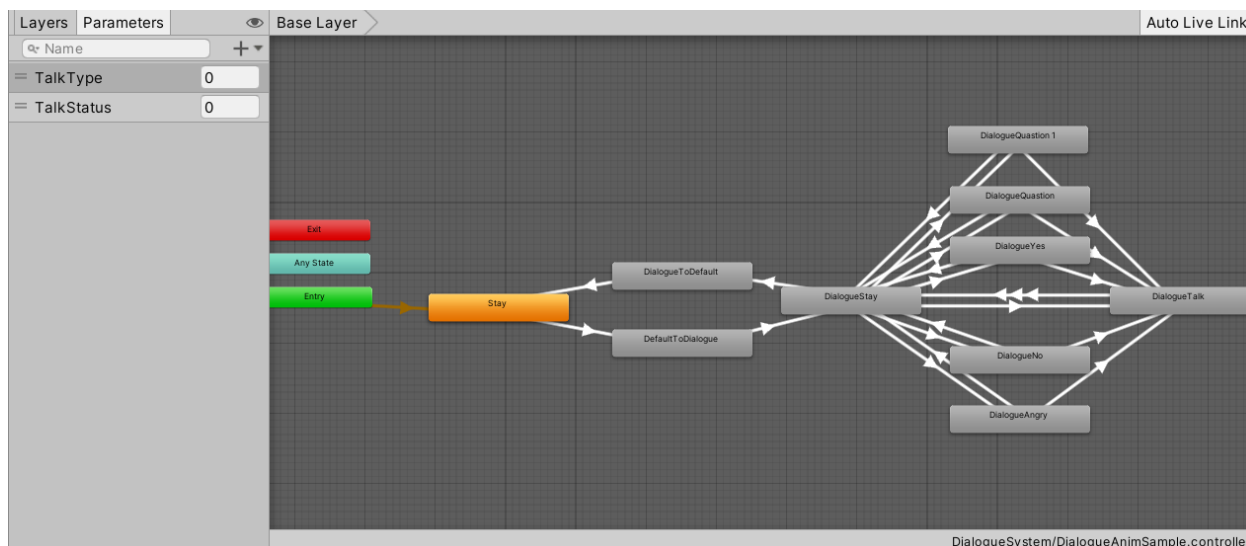 Layers Parameters
Base Layer
Auto Live Link
Name
TalkType 0
TalkStatus 0
Exit
Any State
Entry
Stay
DialogueToDefault
DefaultToDialogue
DialogueStay
DialogueQuastion 1
DialogueQuastion
DialogueYes
DialogueTalk
DialogueNo
DialogueAngry
DialogueSystem/DialogueAnimSample.controlle